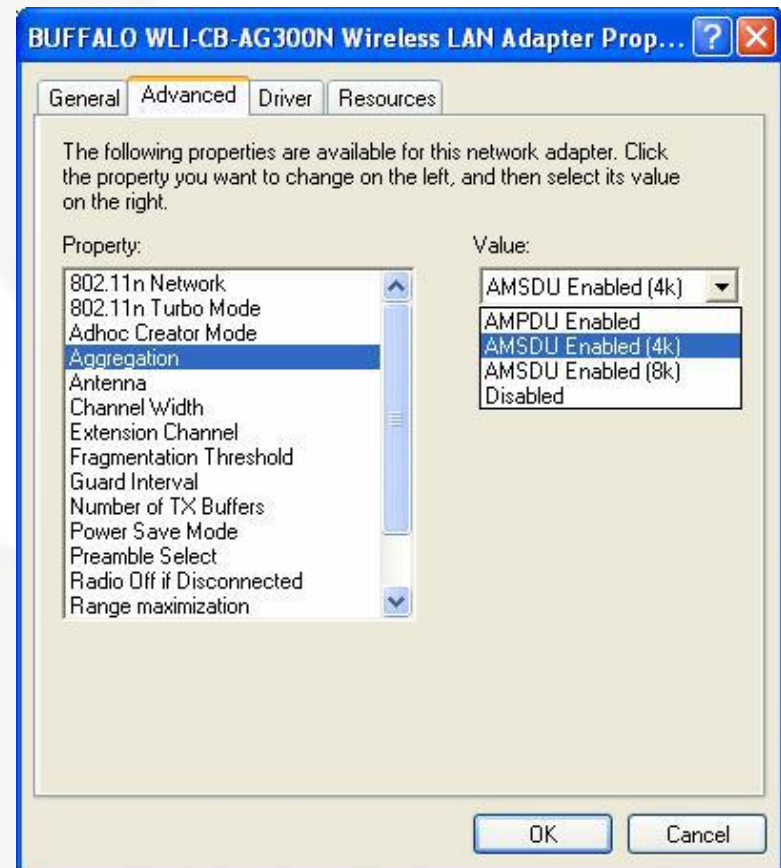 BUFFALO WLI-CB-AG300N Wireless LAN Adapter Prop...
General Advanced Driver Resources
The following properties are available for this network adapter. Click
the property you want to change on the left, and then select its value
on the right.
Property:
802.11n Network
802.11n Turbo Mode
Adhoc Creator Mode
Aggregation
Antenna
Channel Width
Extension Channel
Fragmentation Threshold
Guard Interval
Number of TX Buffers
Power Save Mode
Preamble Select
Radio Off if Disconnected
Range maximization
Value:
AMSDU Enabled (4k)
AMPDU Enabled
AMSDU Enabled (4k)
AMSDU Enabled (8k)
Disabled
OK Cancel